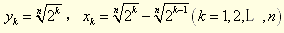 $y_k = \sqrt[n]{2^k}$ ， $x_k = \sqrt[n]{2^k} - \sqrt[n]{2^{k-1}} (k = 1, 2, L\ , n)$